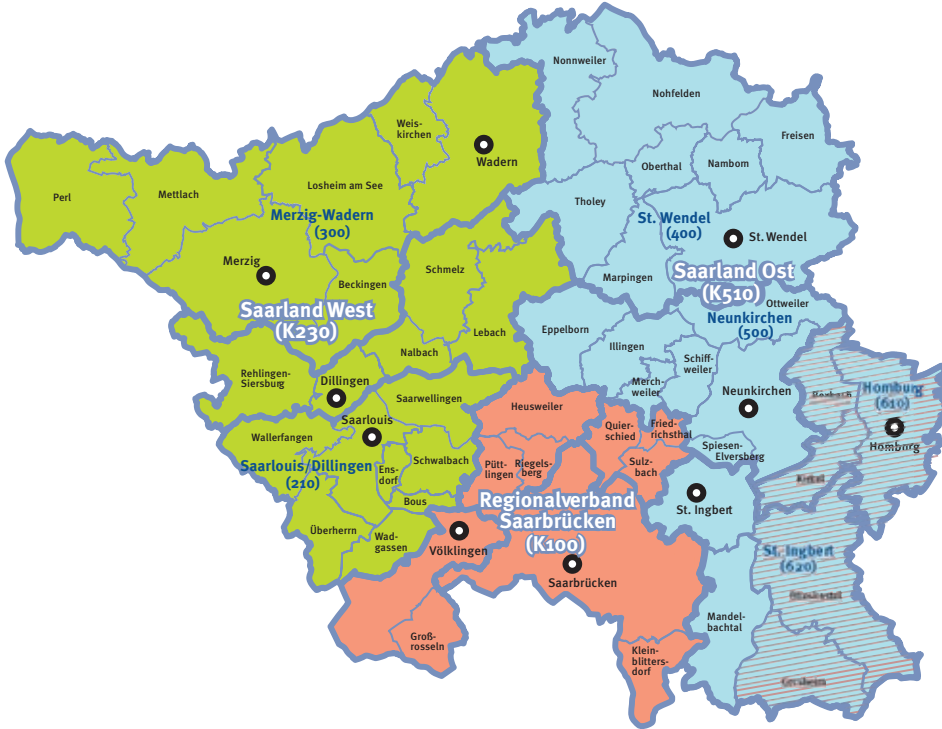 Nonnweiler
Nohfelden
Weis-
kirchen
Freisen
Wadern
Oberthal
Nambom
Perl
Mettlach
Losheim am See
Tholey
Merzig-Wadern
(300)
St. Wendel
(400)
St. Wendel
Merzig
Schmelz
Beckingen
Marpingen
Saarland Ost
(K510)
Saarland West
(K230)
Ottweiler
Neunkirchen
(500)
Lebach
Eppelborn
Illingen
Nalbach
Schiff-
weiler
Rehlingen-
Siersburg
Dillingen
Merch-
weiler
Neunkirchen
Homburg
(610)
Saarwellingen
Heusweiler
Saarlouis
Quier-
schied
Fried-
richsthal
Wallerfangen
Homburg
Spiesen-
Elversberg
Schwalbach
Saarlouis/Dillingen
(210)
Ens-
dorf
Pütt-
lingen
Riegels-
berg
Sulz-
bach
Kirkel
Bous
Regionalverband
Saarbrücken
(K100)
St. Ingbert
Überherrn
Wad-
gassen
Völklingen
St. Ingbert
(620)
Saarbrücken
Mandel-
bachtal
Groß-
rosseln
Klein-
blitters-
dorf
Gersheim